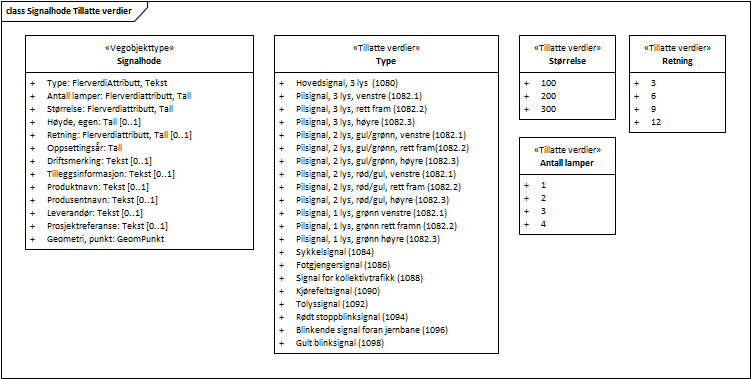 class Signalhode Tillatte verdier
«Vegobjekttype»
Signalhode
+ Type: FlerverdiAttributt, Tekst
+ Antall lamper: Flerverdiattributt, Tall
+ Størrelse: Flerverdiattributt, Tall
+ Høyde, egen: Tall [0..1]
+ Retning: Flerverdiattributt, Tall [0..1]
+ Oppsettingsår: Tall
+ Driftsmerking: Tekst [0..1]
+ Tilleggsinformasjon: Tekst [0..1]
+ Produktnavn: Tekst [0..1]
+ Produsentnavn: Tekst [0..1]
+ Leverandør: Tekst [0..1]
+ Prosjektreferanse: Tekst [0..1]
+ Geometri, punkt: GeomPunkt
«Tillatte verdier»
Type
+ Hovedsignal, 3 lys (1080)
+ Pilsignal, 3 lys, venstre (1082.1)
+ Pilsignal, 3 lys, rett fram (1082.2)
+ Pilsignal, 3 lys, høyre (1082.3)
+ Pilsignal, 2 lys, gul/grønn, venstre (1082.1)
+ Pilsignal, 2 lys, gul/grønn, rett fram(1082.2)
+ Pilsignal, 2 lys, gul/grønn, høyre (1082.3)
+ Pilsignal, 2 lys, rød/gul, venstre (1082.1)
+ Pilsignal, 2 lys, rød/gul, rett fram (1082.2)
+ Pilsignal, 2 lys, rød/gul, høyre (1082.3)
+ Pilsignal, 1 lys, grønn venstre (1082.1)
+ Pilsignal, 1 lys, grønn rett framn (1082.2)
+ Pilsignal, 1 lys, grønn høyre (1082.3)
+ Sykkelsignal (1084)
+ Fotgjengersignal (1086)
+ Signal for kollektivtrafikk (1088)
+ Kjørefeltsignal (1090)
+ Tolyssignal (1092)
+ Rødt stoppblinksignal (1094)
+ Blinkende signal foran jernbane (1096)
+ Gult blinksignal (1098)
«Tillatte verdier»
Størrelse
+ 100
+ 200
+ 300
«Tillatte verdier»
Retning
+ 3
+ 6
+ 9
+ 12
«Tillatte verdier»
Antall lamper
+ 1
+ 2
+ 3
+ 4